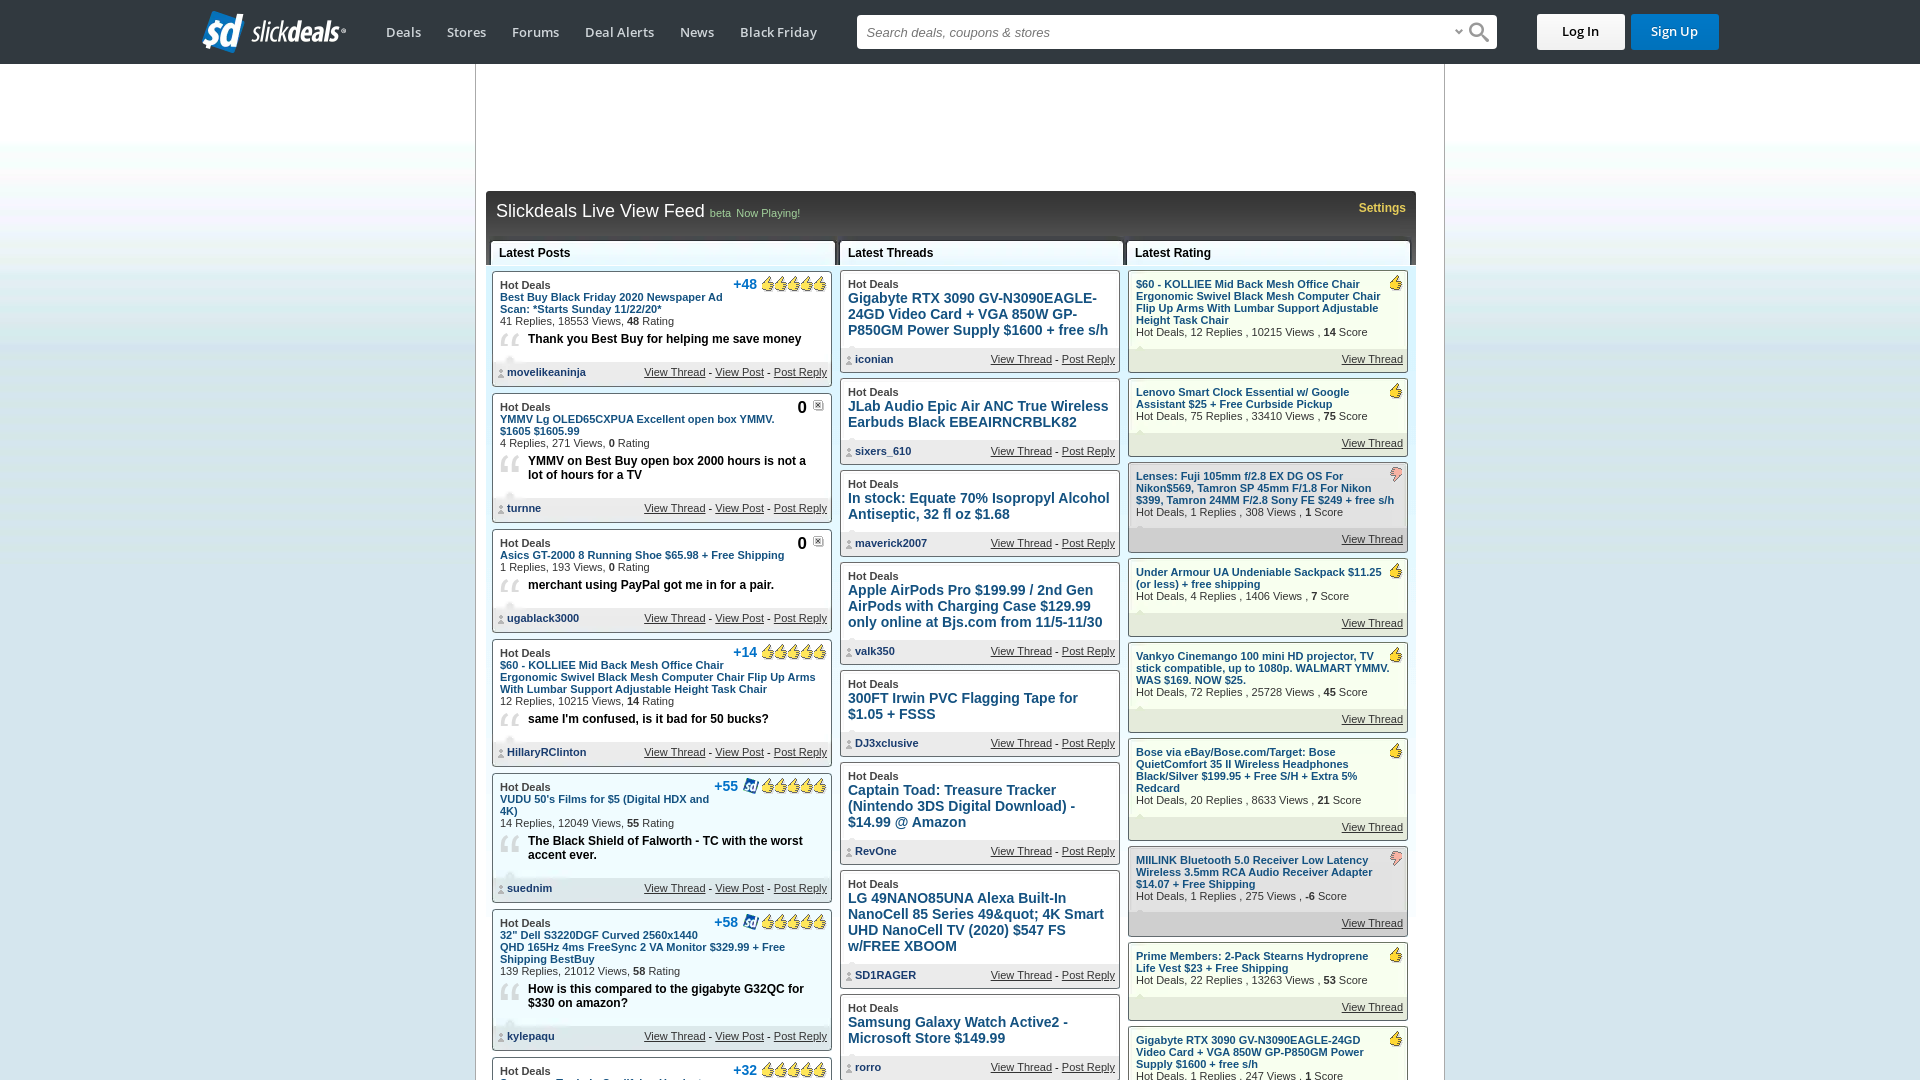 sd slickdeals
Deals
Stores
Forums
Deal Alerts
News
Black Friday
Search deals, coupons & stores
Log In
Sign Up
Slickdeals Live View Feed beta Now Playing!
Settings
Latest Posts
Hot Deals
+48
Best Buy Black Friday 2020 Newspaper Ad
Scan: *Starts Sunday 11/22/20*
41 Replies, 18553 Views, 48 Rating
Thank you Best Buy for helping me save money
movelikeaninja
View Thread - View Post - Post Reply
Hot Deals
0
YMMV Lg OLED65CXPUA Excellent open box YMMV.
$1605 $1605.99
4 Replies, 271 Views, 0 Rating
YMMV on Best Buy open box 2000 hours is not a
lot of hours for a TV
turnne
View Thread - View Post - Post Reply
Hot Deals
0
Asics GT-2000 8 Running Shoe $65.98 + Free Shipping
1 Replies, 193 Views, 0 Rating
merchant using PayPal got me in for a pair.
ugablack3000
View Thread - View Post - Post Reply
Hot Deals
+14
$60 - KOLLIEE Mid Back Mesh Office Chair
Ergonomic Swivel Black Mesh Computer Chair Flip Up Arms
With Lumbar Support Adjustable Height Task Chair
12 Replies, 10215 Views, 14 Rating
same I'm confused, is it bad for 50 bucks?
HillaryRClinton
View Thread - View Post - Post Reply
Hot Deals
+55
VUDU 50's Films for $5 (Digital HDX and
4K)
14 Replies, 12049 Views, 55 Rating
The Black Shield of Falworth - TC with the worst
accent ever.
suednim
View Thread - View Post - Post Reply
Hot Deals
+58
32" Dell S3220DGF Curved 2560x1440
QHD 165Hz 4ms FreeSync 2 VA Monitor $329.99 + Free
Shipping BestBuy
139 Replies, 21012 Views, 58 Rating
How is this compared to the gigabyte G32QC for
$330 on amazon?
kylepaqu
View Thread - View Post - Post Reply
Hot Deals
+32
Latest Threads
Hot Deals
Gigabyte RTX 3090 GV-N3090EAGLE-
24GD Video Card + VGA 850W GP-
P850GM Power Supply $1600 + free s/h
iconian
View Thread - Post Reply
Hot Deals
JLab Audio Epic Air ANC True Wireless
Earbuds Black EBEAIRNCRBLK82
sixers_610
View Thread - Post Reply
Hot Deals
In stock: Equate 70% Isopropyl Alcohol
Antiseptic, 32 fl oz $1.68
maverick2007
View Thread - Post Reply
Hot Deals
Apple AirPods Pro $199.99 / 2nd Gen
AirPods with Charging Case $129.99
only online at Bjs.com from 11/5-11/30
valk350
View Thread - Post Reply
Hot Deals
300FT Irwin PVC Flagging Tape for
$1.05 + FSSS
DJ3xclusive
View Thread - Post Reply
Hot Deals
Captain Toad: Treasure Tracker
(Nintendo 3DS Digital Download) -
$14.99 @ Amazon
RevOne
View Thread - Post Reply
Hot Deals
LG 49NANO85UNA Alexa Built-In
NanoCell 85 Series 49&quot; 4K Smart
UHD NanoCell TV (2020) $547 FS
w/FREE XBOOM
SD1RAGER
View Thread - Post Reply
Hot Deals
Samsung Galaxy Watch Active2 -
Microsoft Store $149.99
rorro
View Thread - Post Reply
Latest Rating
$60 - KOLLIEE Mid Back Mesh Office Chair
Ergonomic Swivel Black Mesh Computer Chair
Flip Up Arms With Lumbar Support Adjustable
Height Task Chair
Hot Deals, 12 Replies , 10215 Views , 14 Score
View Thread
Lenovo Smart Clock Essential w/ Google
Assistant $25 + Free Curbside Pickup
Hot Deals, 75 Replies , 33410 Views , 75 Score
View Thread
Lenses: Fuji 105mm f/2.8 EX DG OS For
Nikon$569, Tamron SP 45mm F/1.8 For Nikon
$399, Tamron 24MM F/2.8 Sony FE $249 + free s/h
Hot Deals, 1 Replies , 308 Views , 1 Score
View Thread
Under Armour UA Undeniable Sackpack $11.25
(or less) + free shipping
Hot Deals, 4 Replies , 1406 Views , 7 Score
View Thread
Vankyo Cinemango 100 mini HD projector, TV
stick compatible, up to 1080p. WALMART YMMV.
WAS $169. NOW $25.
Hot Deals, 72 Replies , 25728 Views , 45 Score
View Thread
Bose via eBay/Bose.com/Target: Bose
QuietComfort 35 II Wireless Headphones
Black/Silver $199.95 + Free S/H + Extra 5%
Redcard
Hot Deals, 20 Replies , 8633 Views , 21 Score
View Thread
MIILINK Bluetooth 5.0 Receiver Low Latency
Wireless 3.5mm RCA Audio Receiver Adapter
$14.07 + Free Shipping
Hot Deals, 1 Replies , 275 Views , -6 Score
View Thread
Prime Members: 2-Pack Stearns Hydroprene
Life Vest $23 + Free Shipping
Hot Deals, 22 Replies , 13263 Views , 53 Score
View Thread
Gigabyte RTX 3090 GV-N3090EAGLE-24GD
Video Card + VGA 850W GP-P850GM Power
Supply $1600 + free s/h
Hot Deals, 1 Replies , 247 Views , 1 Score